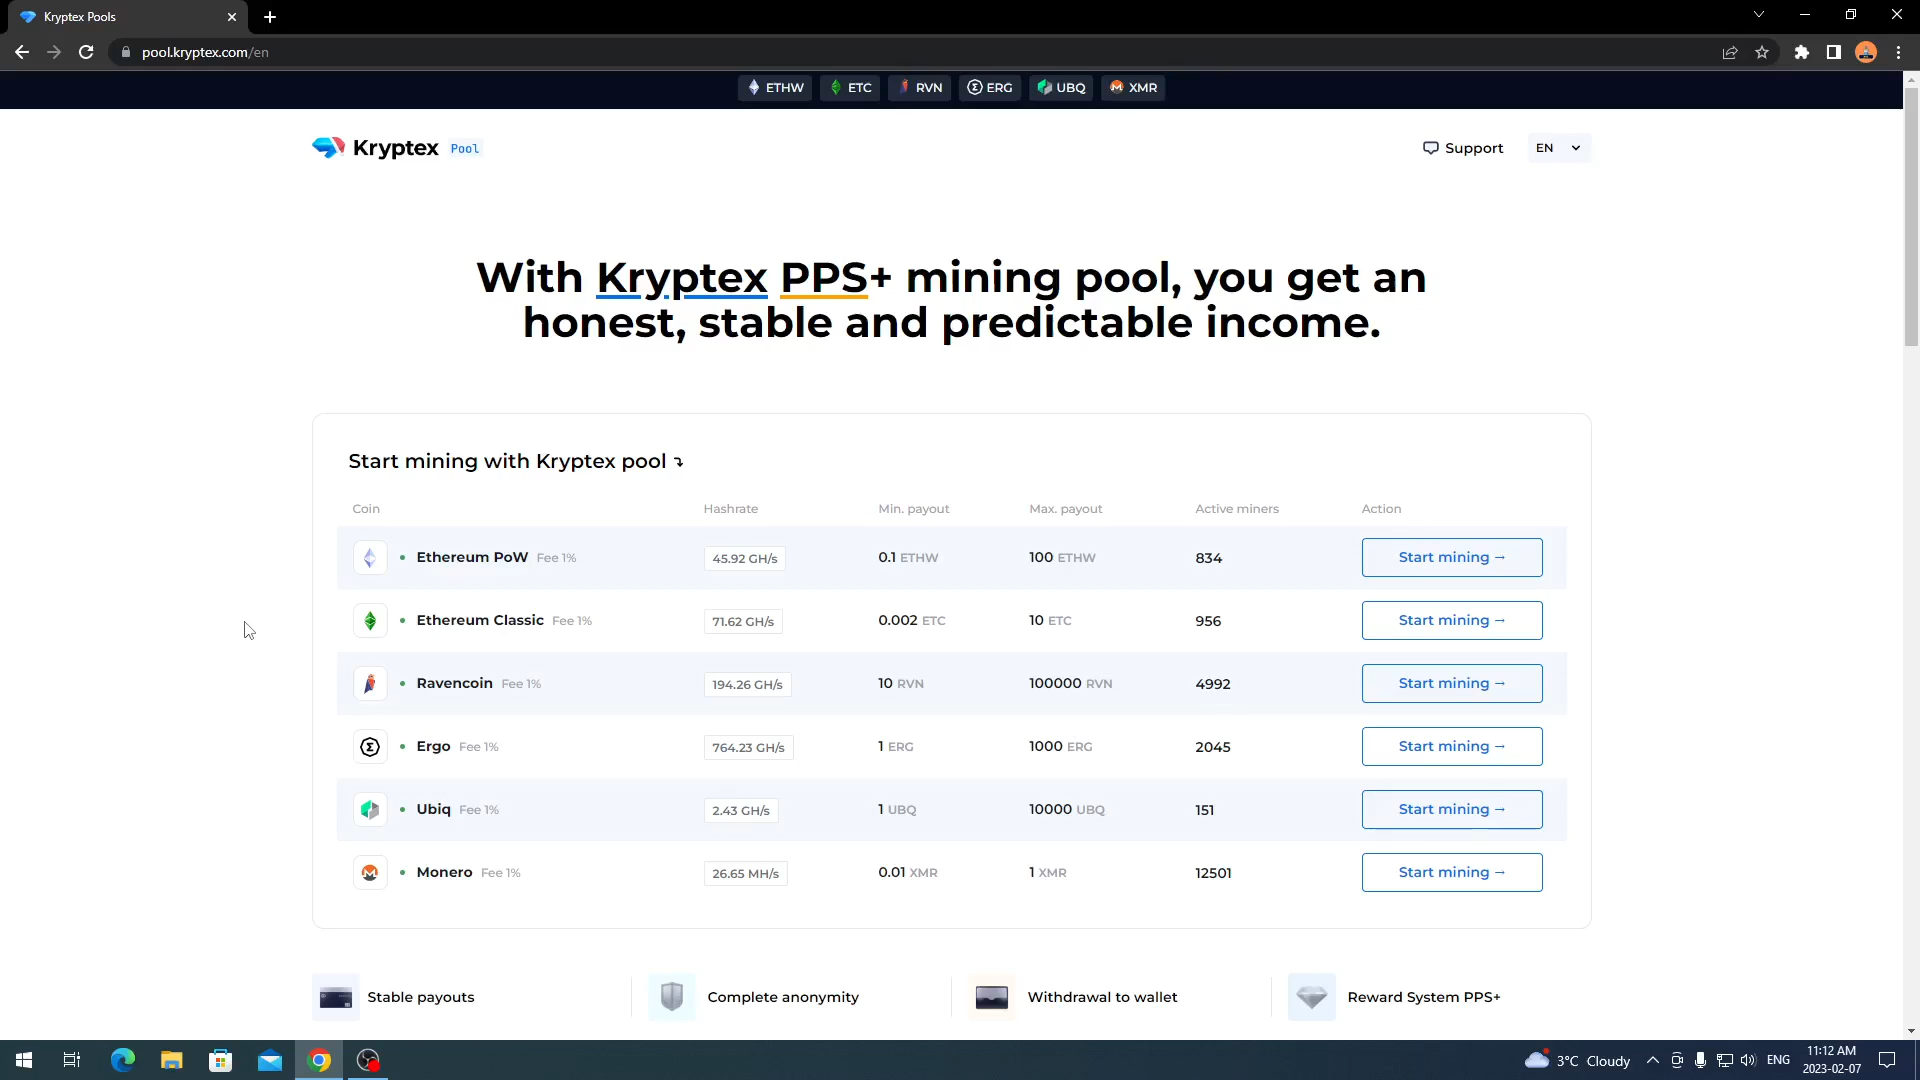 Kryptex Pools
pool.kryptex.com/en
ETHW ETC RVN ERG UBQ XMR
Kryptex Pool
Support EN
With Kryptex PPS+ mining pool, you get an
honest, stable and predictable income.
Start mining with Kryptex pool
Coin Hashrate Min. payout Max. payout Active miners Action
Ethereum PoW Fee 1% 45.92 GH/s 0.1 ETHW 100 ETHW 834 Start mining →
Ethereum Classic Fee 1% 71.62 GH/s 0.002 ETC 10 ETC 956 Start mining →
Ravencoin Fee 1% 194.26 GH/s 10 RVN 100000 RVN 4992 Start mining →
Ergo Fee 1% 764.23 GH/s 1 ERG 1000 ERG 2045 Start mining →
Ubiq Fee 1% 2.43 GH/s 1 UBQ 10000 UBQ 151 Start mining →
Monero Fee 1% 26.65 MH/s 0.01 XMR 1 XMR 12501 Start mining →
Stable payouts Complete anonymity Withdrawal to wallet Reward System PPS+
3°C Cloudy ENG 11:12 AM
2023-02-07